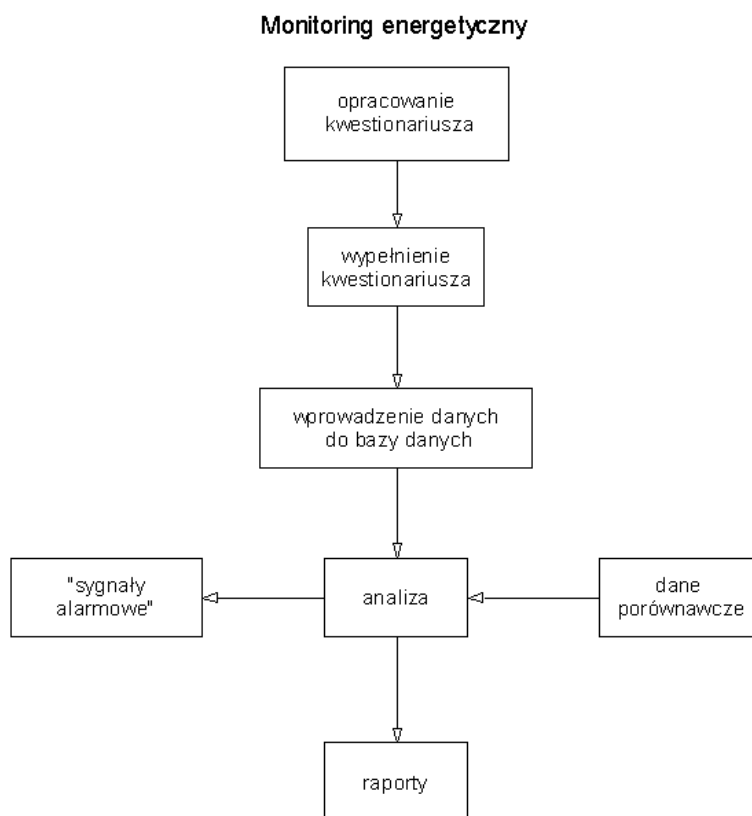 Monitoring energetyczny
opracowanie
kwestionariusza
wypełnienie
kwestionariusza
wprowadzenie danych
do bazy danych
"sygnały
alarmowe"
analiza
dane
porównawcze
raporty